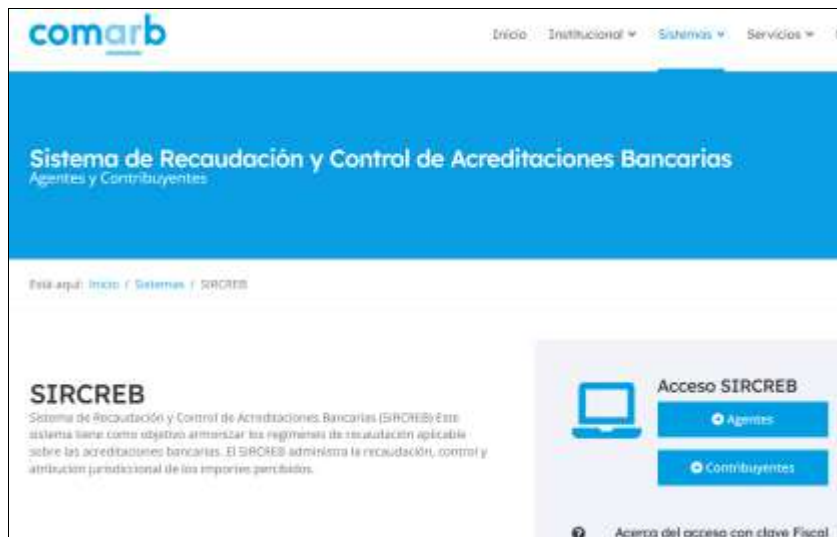 comarb
Inicio Institucional Sistemas Servicios
Sistema de Recaudación y Control de Acreditaciones Bancarias
Agentes y Contribuyentes
Está aquí: Inicio / Sistemas / SIRCREB
SIRCREB
Sistema de Recaudación y Control de Acreditaciones Bancarias (SIRCREB) Este
sistema tiene como objetivo armonizar los regímenes de recaudación aplicable
sobre las acreditaciones bancarias. El SIRCREB administra la recaudación, control y
atribución jurisdiccional de los importes percibidos.
Acceso SIRCREB
Agentes
Contribuyentes
Acerca del acceso con clave Fiscal